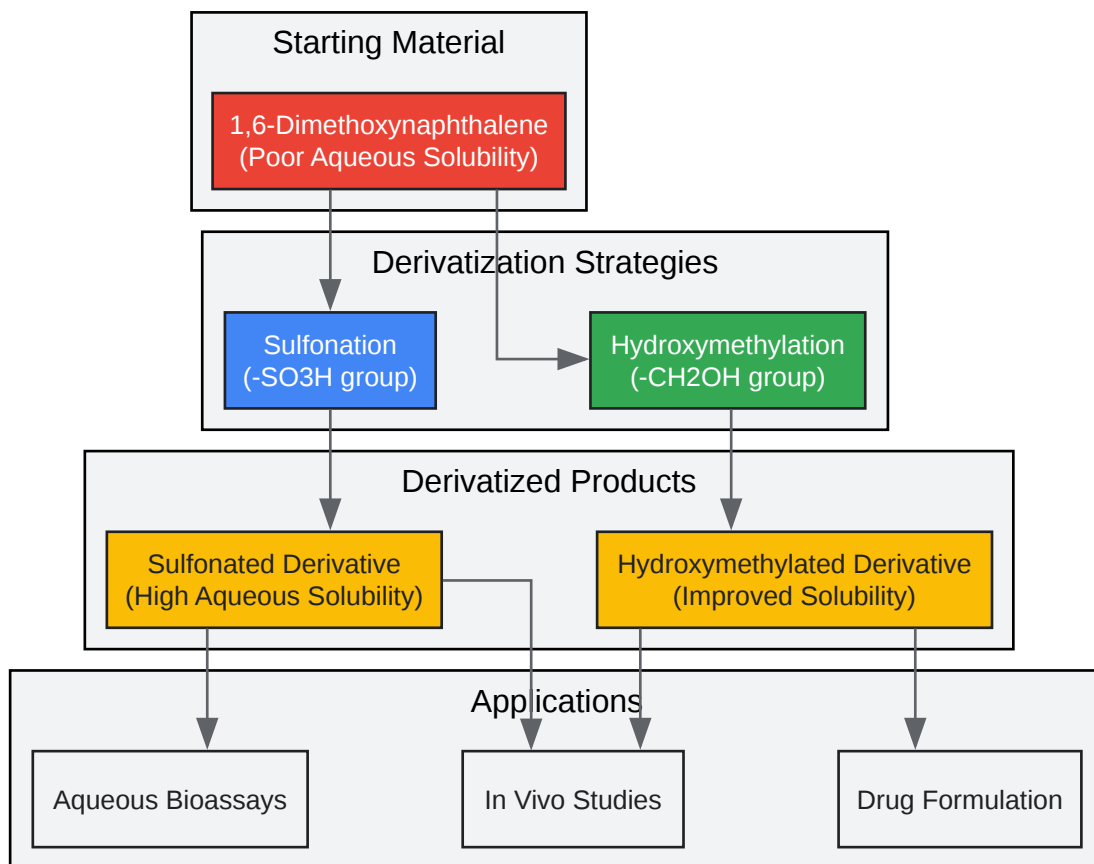 Starting Material
1,6-Dimethoxynaphthalene
(Poor Aqueous Solubility)
Derivatization Strategies
Sulfonation
(-SO3H group)
Hydroxymethylation
(-CH2OH group)
Derivatized Products
Sulfonated Derivative
(High Aqueous Solubility)
Hydroxymethylated Derivative
(Improved Solubility)
Applications
Aqueous Bioassays
In Vivo Studies
Drug Formulation